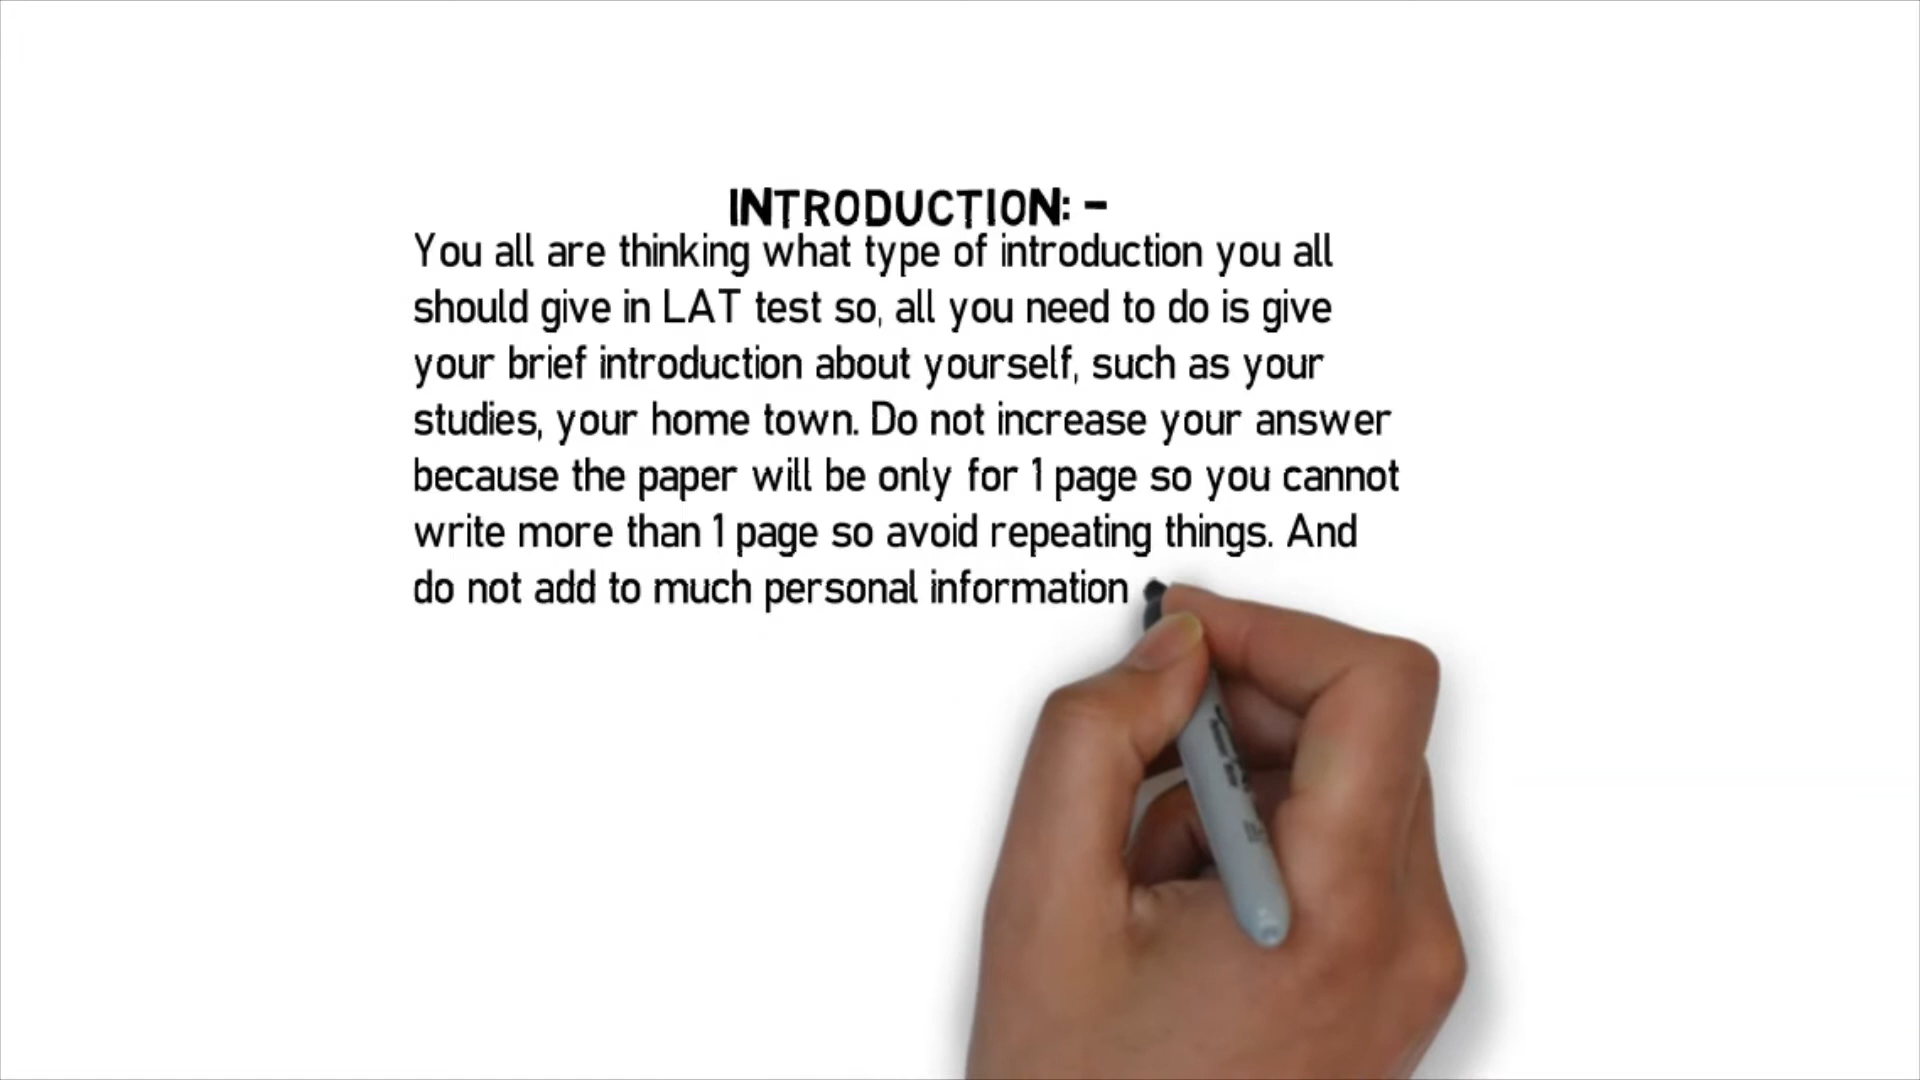 INTRODUCTION: -
You all are thinking what type of introduction you all
should give in LAT test so, all you need to do is give
your brief introduction about yourself, such as your
studies, your home town. Do not increase your answer
because the paper will be only for 1 page so you cannot
write more than 1 page so avoid repeating things. And
do not add to much personal information